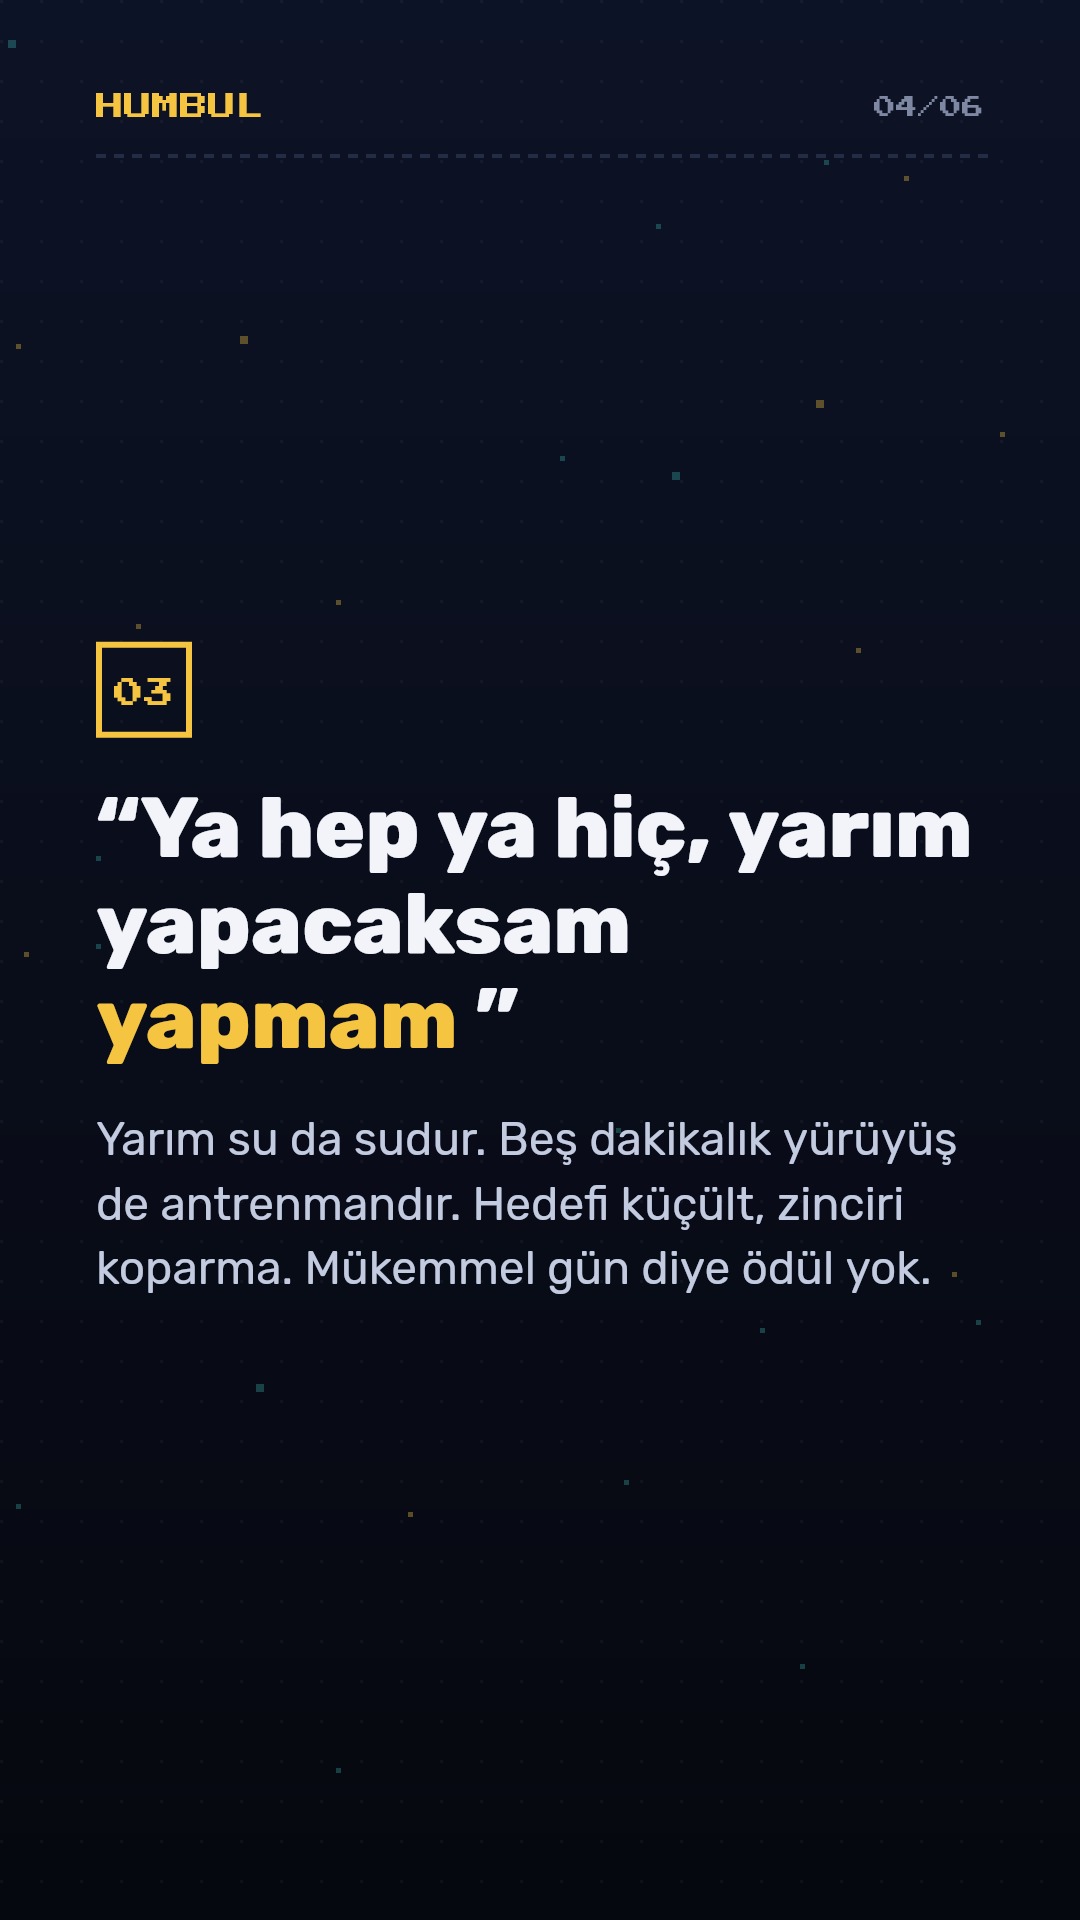 HUMBUL
04/06
03
“Ya hep ya hiç, yarım
yapacaksam
yapmam ”
Yarım su da sudur. Beş dakikalık yürüyüş
de antrenmandır. Hedefi küçült, zinciri
koparma. Mükemmel gün diye ödül yok.